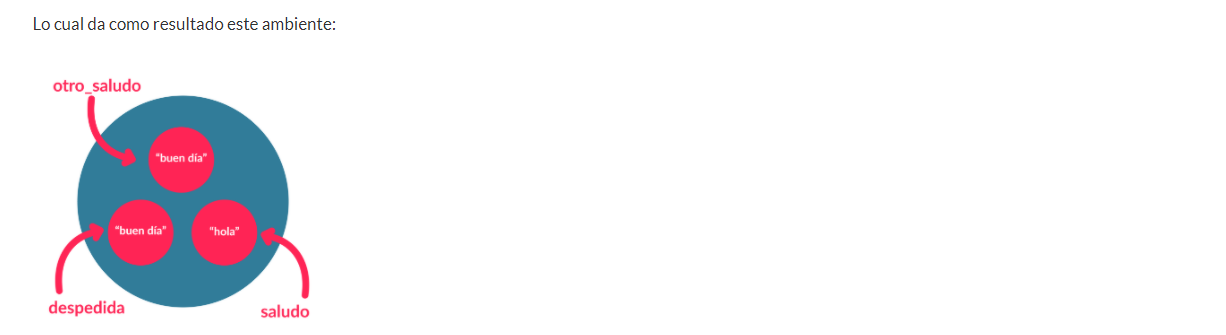 Lo cual da como resultado este ambiente:
otro_saludo
"buen día"
"buen día"
"hola"
despedida
saludo